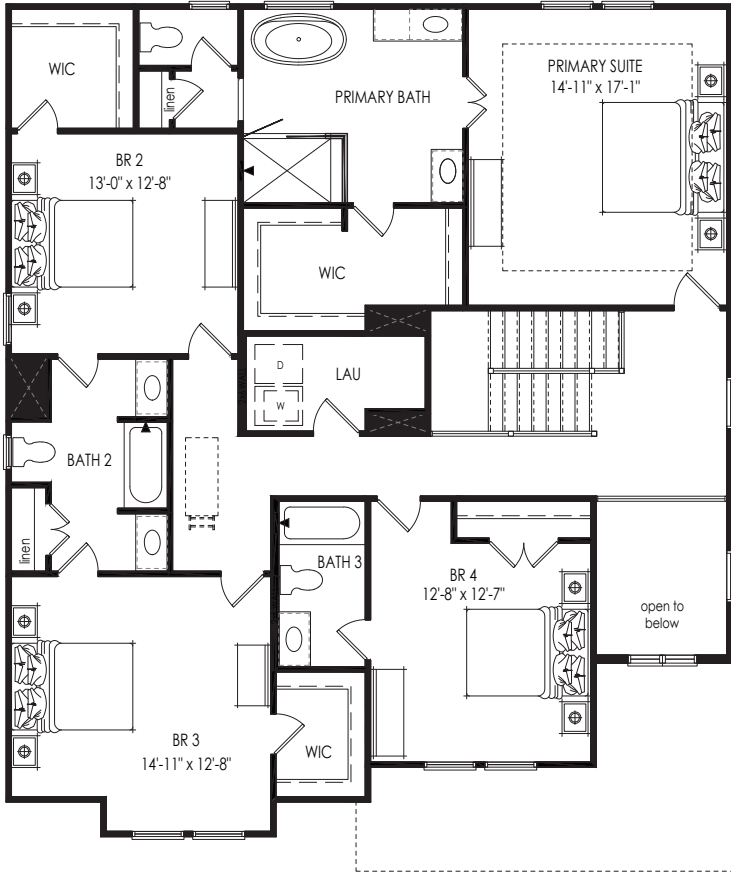 WIC
linen
PRIMARY BATH
PRIMARY SUITE
14'-11" x 17'-1"
BR 2
13'-0" x 12'-8"
WIC
D
W
LAU
BATH 2
linen
BATH 3
BR 4
12'-8" x 12'-7"
open to
below
BR 3
14'-11" x 12'-8"
WIC